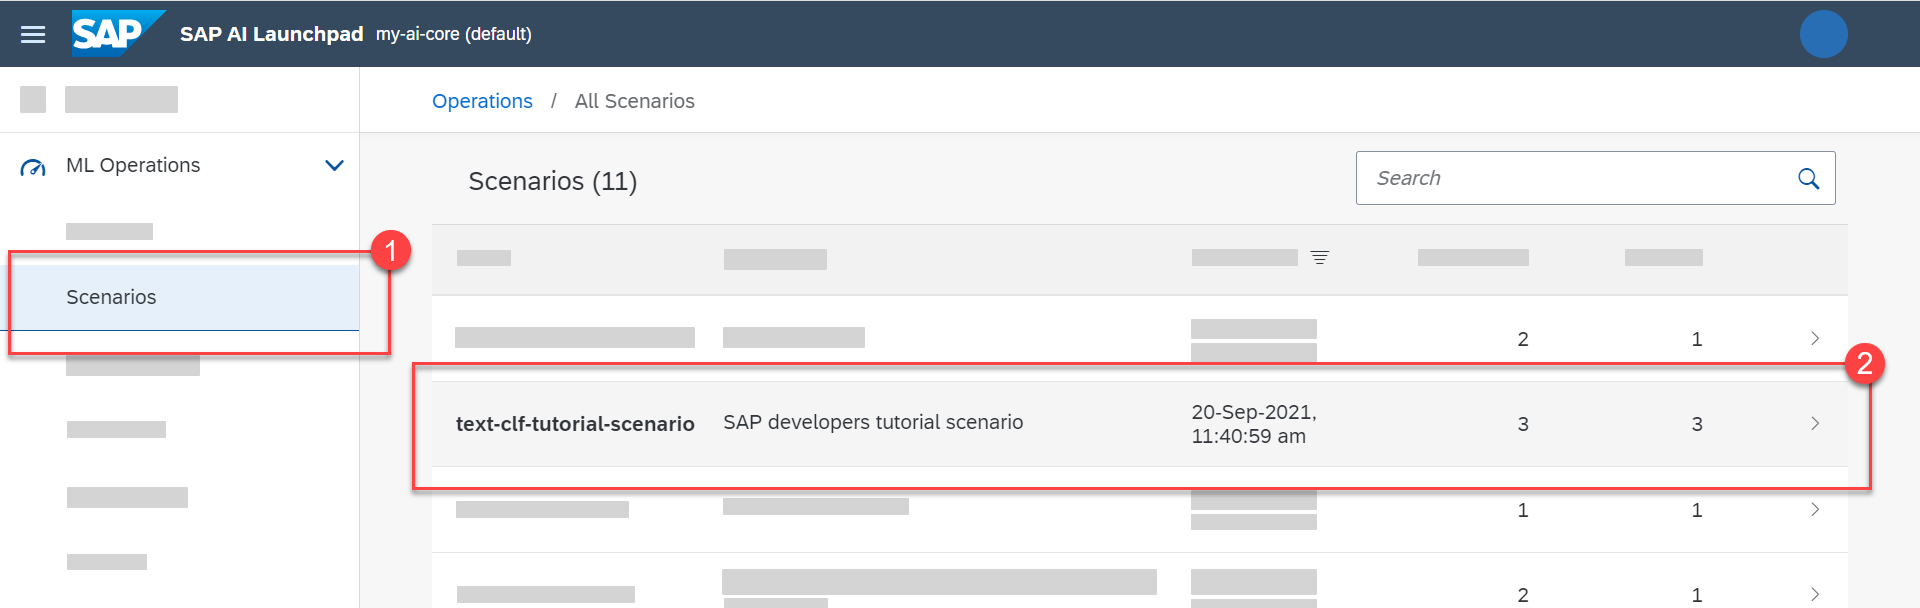 SAP SAP AI Launchpad my-ai-core (default)
Operations / All Scenarios
ML Operations
Scenarios (11)
Search
1
Scenarios
2 1
2
text-clf-tutorial-scenario SAP developers tutorial scenario 20-Sep-2021, 3 3
11:40:59 am
1 1
2 1